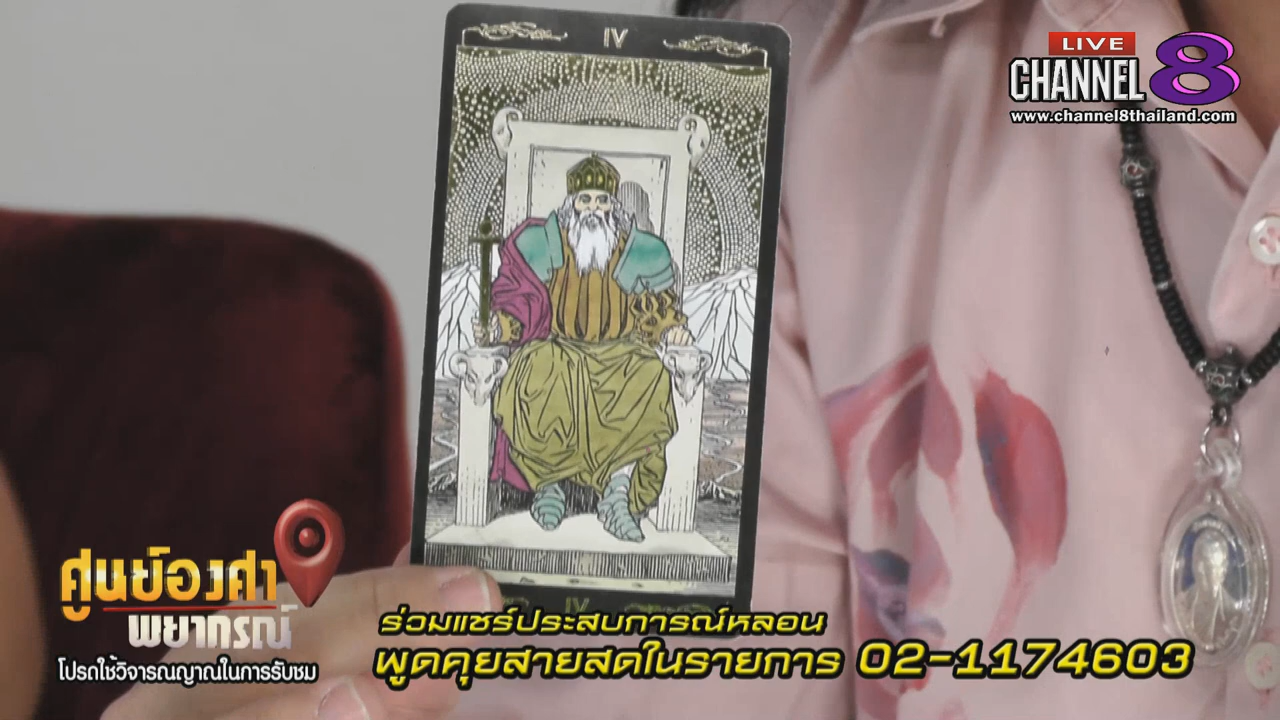 IV
LIVE
CHANNEL 8
www.channel8thailand.com
IV
ศูนย์องศา
พยากรณ์
โปรดใช้วิจารณญาณในการรับชม
ร่วมแชร์ประสบการณ์หลอน
พูดคุยสายสดในรายการ 02-1174603